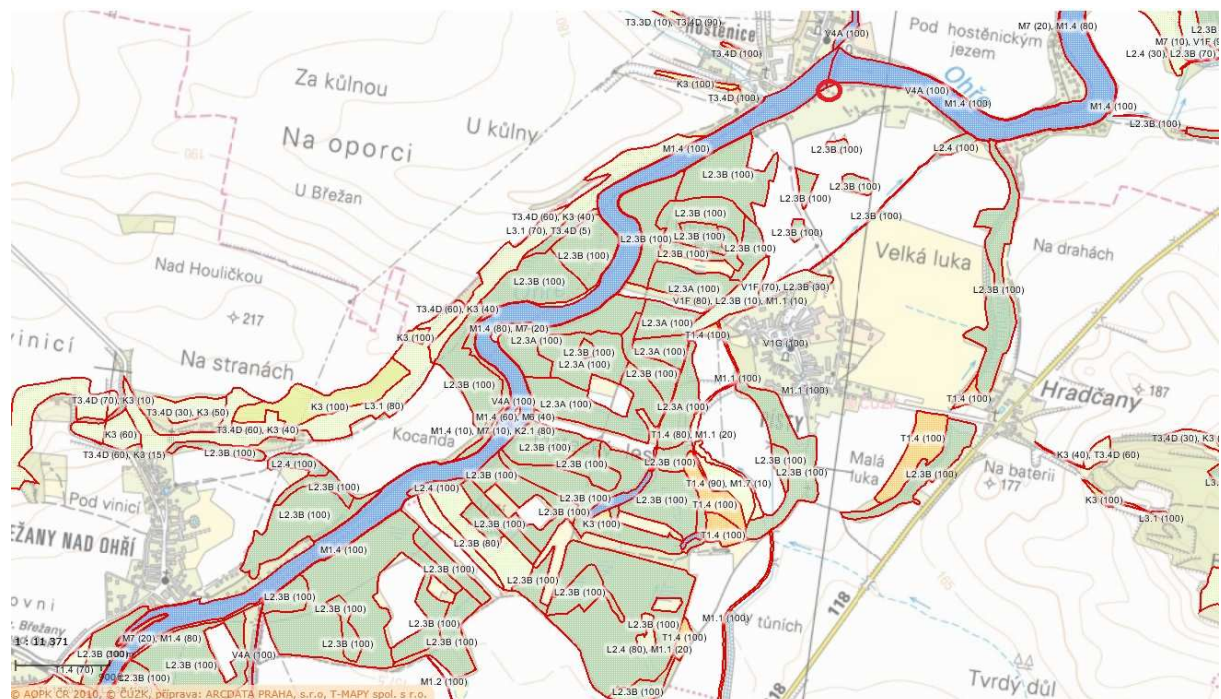 T3.3D (10), T3.4D (90)
Hostěnice
V4A (100)
Pod hostěnickým
jezem
M7 (20), M1.4 (80)
T3.4D (100)
M7 (10), V1F
L2.4 (30), L2.3B (70)
Za kůlnou
K3 (100)
T3.4D (100)
Ohře
V4A (100)
M1.4 (100)
M1.4 (100)
L2.3B (100)
U kůlny
Na oporci
M1.4 (100)
L2.3B (100)
L2.4 (100)
190
L2.3B (100)
L2.3B (100)
U Břežan
T3.4D (60), K3 (40)
L3.1 (70), T3.4D (5)
L2.3B (100)
L2.3B (100)
L2.3B (100)
L2.3B (100)
L2.3B (100)
L2.3B (100)
L2.3B (100)
L2.3B (100)
Velká luka
Na drahách
L2.3B (100)
Nad Houličkou
L2.3B (100)
L2.3B (100)
L2.3A (100)
V1F (70), L2.3B (30)
V1F (80), L2.3B (10), M1.1 (10)
T3.4D (60), K3 (40)
217
M1.4 (80), M7 (20)
L2.3A (100)
T1.4 (100)
K3 (100)
L2.3A (100)
L2.3B (100)
L2.3A (100)
L2.3A (100)
V1G (100)
vinicí
Na stranách
L2.3B (100)
L2.3B (100)
M1.1 (100)
M1.1 (100)
Hradčany
187
T3.4D (70), K3 (10)
T3.4D (30), K3 (50)
K3 (100)
L3.1 (80)
V4A (100)
L2.3A (100)
L2.3A (100)
T1.4 (100)
M1.4 (60), M6 (40)
M1.4 (10), M7 (10), K2.1 (80)
T3.4D (60), K3 (40)
K3 (60)
Kocanda
T1.4 (80), M1.1 (20)
T1.4 (100)
T3.4D (60), K3 (15)
L2.3B (100)
L2.4 (100)
L2.3B (100)
L2.3B (100)
L2.3B (100)
L2.3B (100)
L2.3B (100)
L2.3B (100)
L2.3B (100)
Malá
luka
L2.3B (100)
Na baterii
177
K3 (40), T3.4D (60)
T3.4D (30), K3
Pod vinicí
L2.3B (100)
L2.4 (100)
T1.4 (90), M1.7 (10)
L2.3B (100)
L2.3B (100)
K3 (100)
T1.4 (100)
K3 (100)
L3.1 (100)
L2.3B (100)
T1.4 (100)
EŽANY NAD OHŘÍ
M1.4 (100)
L2.3B (80)
L2.3B (100)
L2.3B (100)
L2.3B (100)
L2.3B (100)
L2.3B (100)
L2.3B (100)
M1.1 (100)
118
L2.3B (100)
Břežany
1 : 11 371
M7 (20), M1.4 (80)
T1.4 (100)
L2.4 (80), M1.1 (20)
L2.3B (100)
L2.3B (100)
L2.3B (100)
V4A (100)
T1.4 (70)
L2.3B (100)
M1.2 (100)
L2.3B (100)
Tvrdý důl
© AOPK ČR 2010, © ČÚZK, příprava: ARCDATA PRAHA, s.r.o, T-MAPY spol. s r.o.